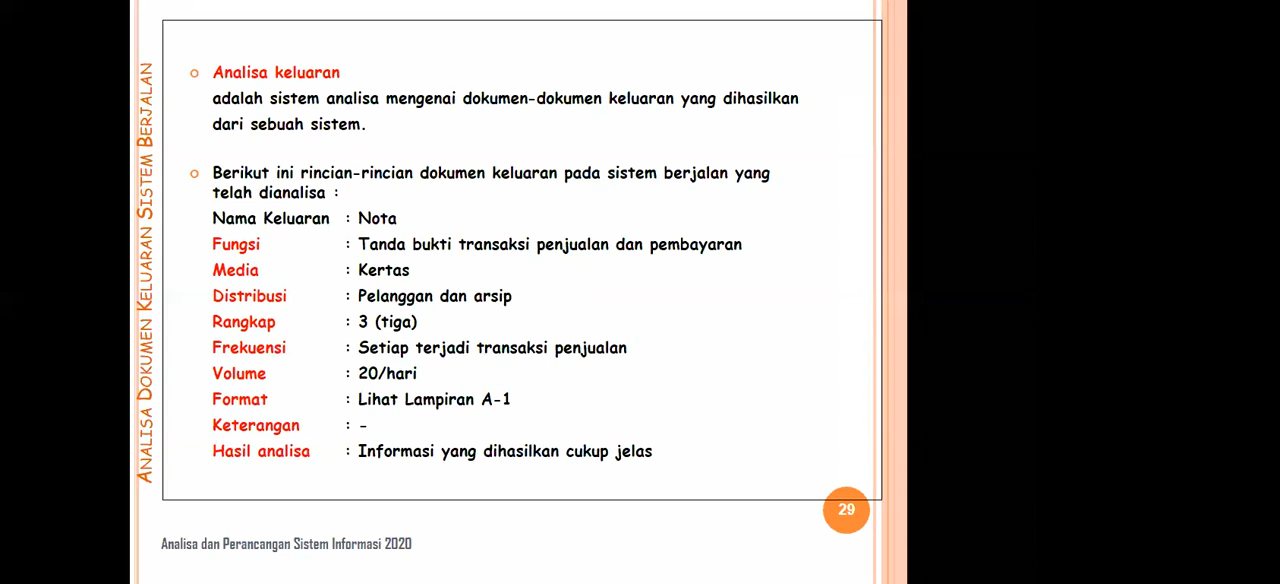 ANALISA DOKUMEN KELUARAN SISTEM BERJALAN
Analisa keluaran
adalah sistem analisa mengenai dokumen-dokumen keluaran yang dihasilkan
dari sebuah sistem.
Berikut ini rincian-rincian dokumen keluaran pada sistem berjalan yang
telah dianalisa :
Nama Keluaran : Nota
Fungsi : Tanda bukti transaksi penjualan dan pembayaran
Media : Kertas
Distribusi : Pelanggan dan arsip
Rangkap : 3 (tiga)
Frekuensi : Setiap terjadi transaksi penjualan
Volume : 20/hari
Format : Lihat Lampiran A-1
Keterangan : -
Hasil analisa : Informasi yang dihasilkan cukup jelas
29
Analisa dan Perancangan Sistem Informasi 2020